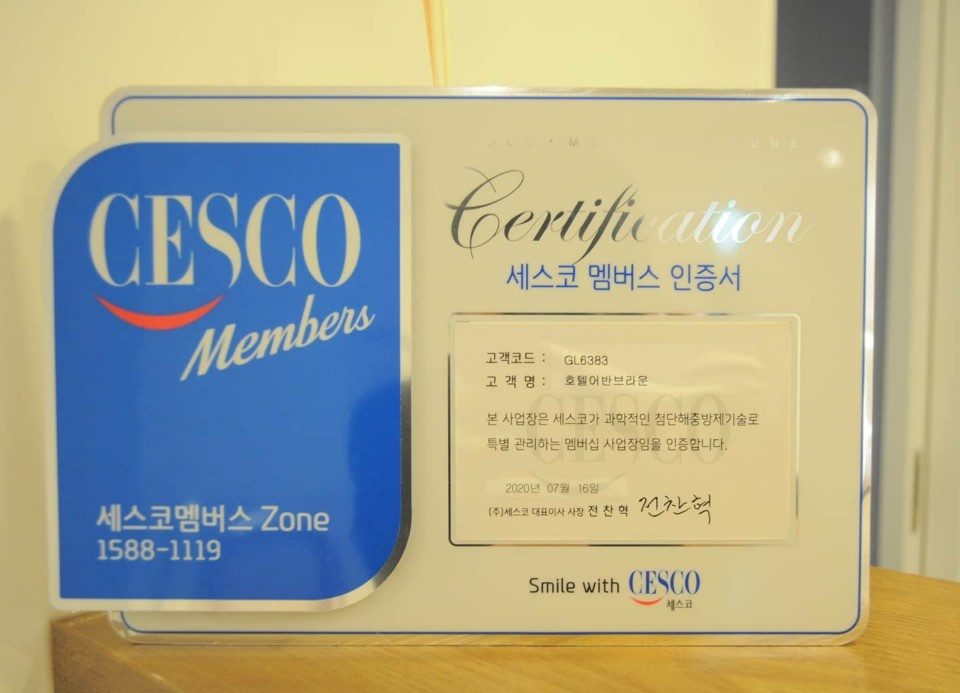 CESCO
Members
세스코멤버스 Zone
1588-1119
Certification
세스코 멤버스 인증서
고객코드 : GL6383
고 객 명 : 호텔어반브라운
본 사업장은 세스코가 과학적인 첨단해충방제기술로
특별 관리하는 멤버십 사업장임을 인증합니다.
2020년 07월 16일
(주)세스코 대표이사 사장 전 찬 혁 전찬혁
Smile with CESCO
세스코
CESCO